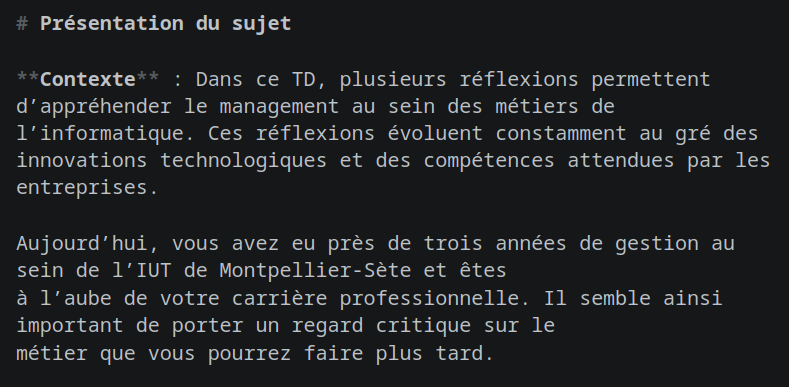 # Présentation du sujet
**Contexte** : Dans ce TD, plusieurs réflexions permettent
d’appréhender le management au sein des métiers de
l’informatique. Ces réflexions évoluent constamment au gré des
innovations technologiques et des compétences attendues par les
entreprises.
Aujourd’hui, vous avez eu près de trois années de gestion au
sein de l’IUT de Montpellier-Sète et êtes
à l’aube de votre carrière professionnelle. Il semble ainsi
important de porter un regard critique sur le
métier que vous pourrez faire plus tard.